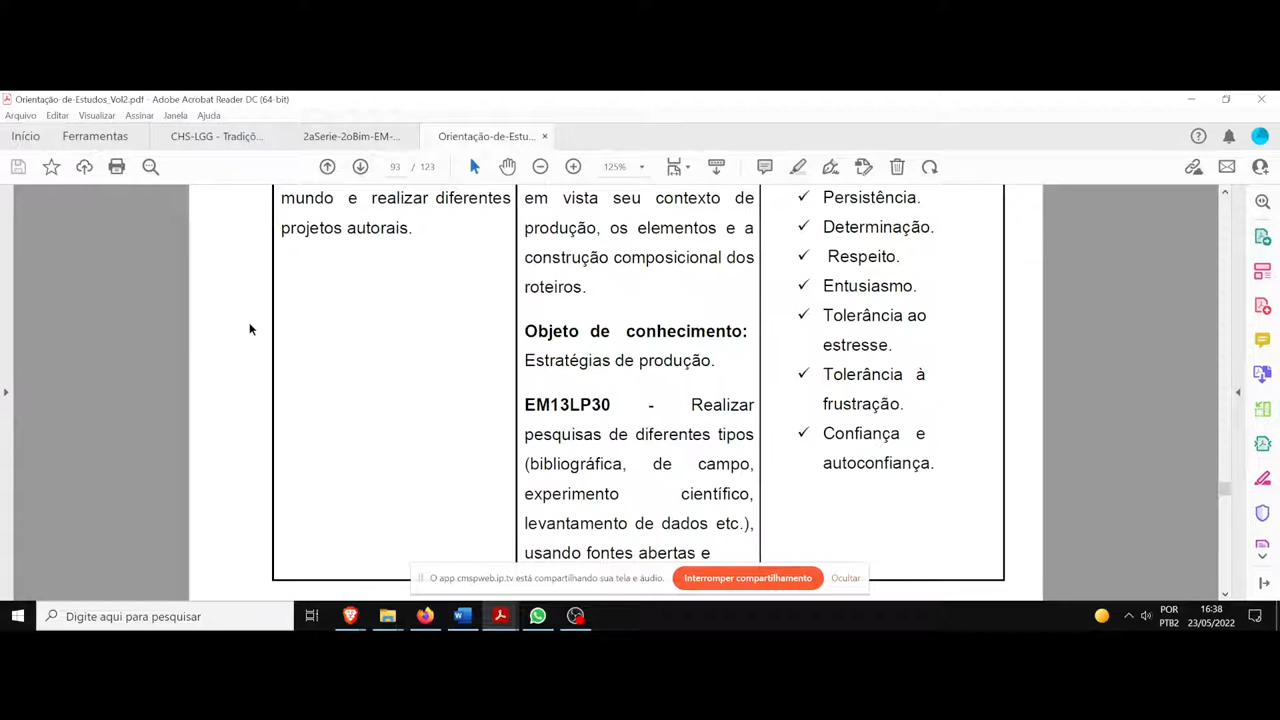 Orientação-de-Estudos_Vol2.pdf - Adobe Acrobat Reader DC (64-bit)
Arquivo Editar Visualizar Assinar Janela Ajuda
Início Ferramentas CHS-LGG - Tradiçõ... 2aSerie-2oBim-EM-... Orientação-de-Estu... ×
93 / 123 125%
mundo e realizar diferentes
projetos autorais.
em vista seu contexto de
produção, os elementos e a
construção composicional dos
roteiros.
Objeto de conhecimento:
Estratégias de produção.
EM13LP30 - Realizar
pesquisas de diferentes tipos
(bibliográfica, de campo,
experimento científico,
levantamento de dados etc.),
usando fontes abertas e
✓ Persistência.
✓ Determinação.
✓ Respeito.
✓ Entusiasmo.
✓ Tolerância ao
estresse.
✓ Tolerância à
frustração.
✓ Confiança e
autoconfiança.
O app cmspweb.ip.tv está compartilhando sua tela e áudio. Interromper compartilhamento Ocultar
Digite aqui para pesquisar
POR
PTB2
16:38
23/05/2022